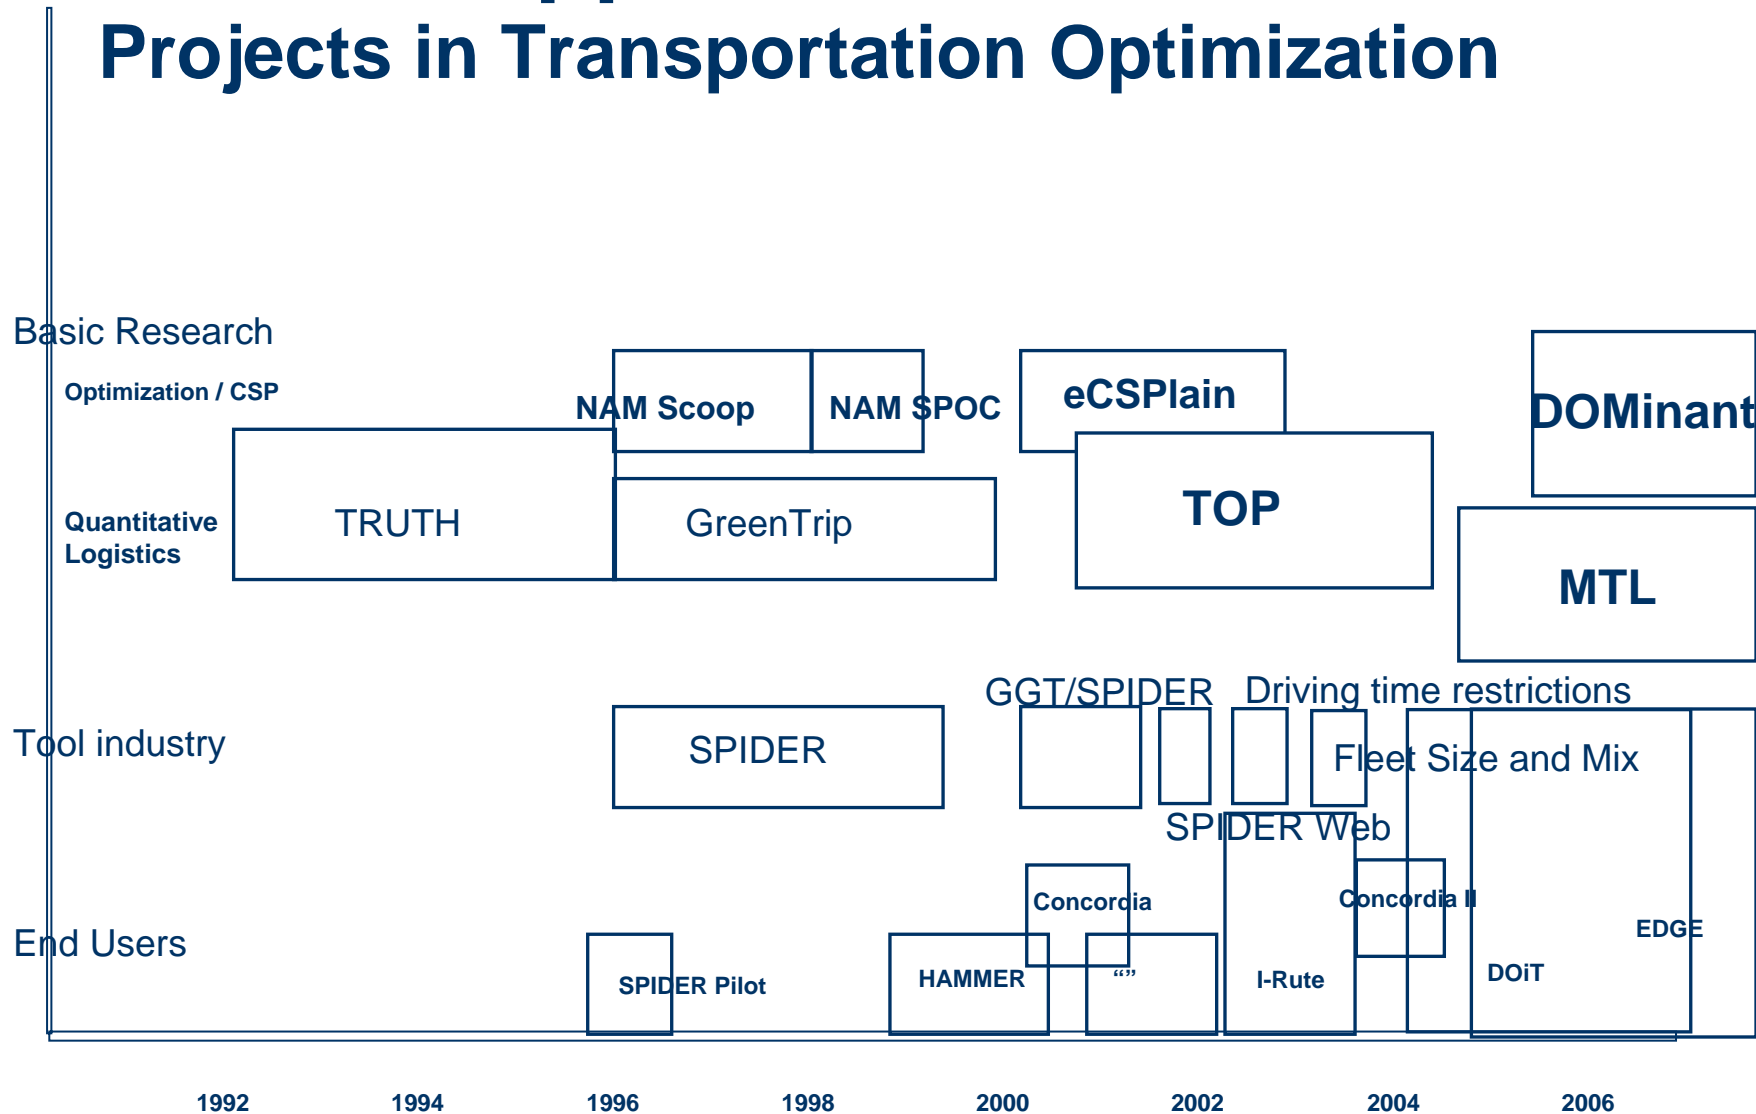 Projects in Transportation Optimization
Basic Research
Optimization / CSP
NAM Scoop
NAM SPOC
eCSPlain
DOMinant
Quantitative
Logistics
TRUTH
GreenTrip
TOP
MTL
GGT/SPIDER
Driving time restrictions
Tool industry
SPIDER
Fleet Size and Mix
SPIDER Web
Concordia
Concordia II
End Users
EDGE
SPIDER Pilot
HAMMER
“”
I-Rute
DOiT
1992
1994
1996
1998
2000
2002
2004
2006